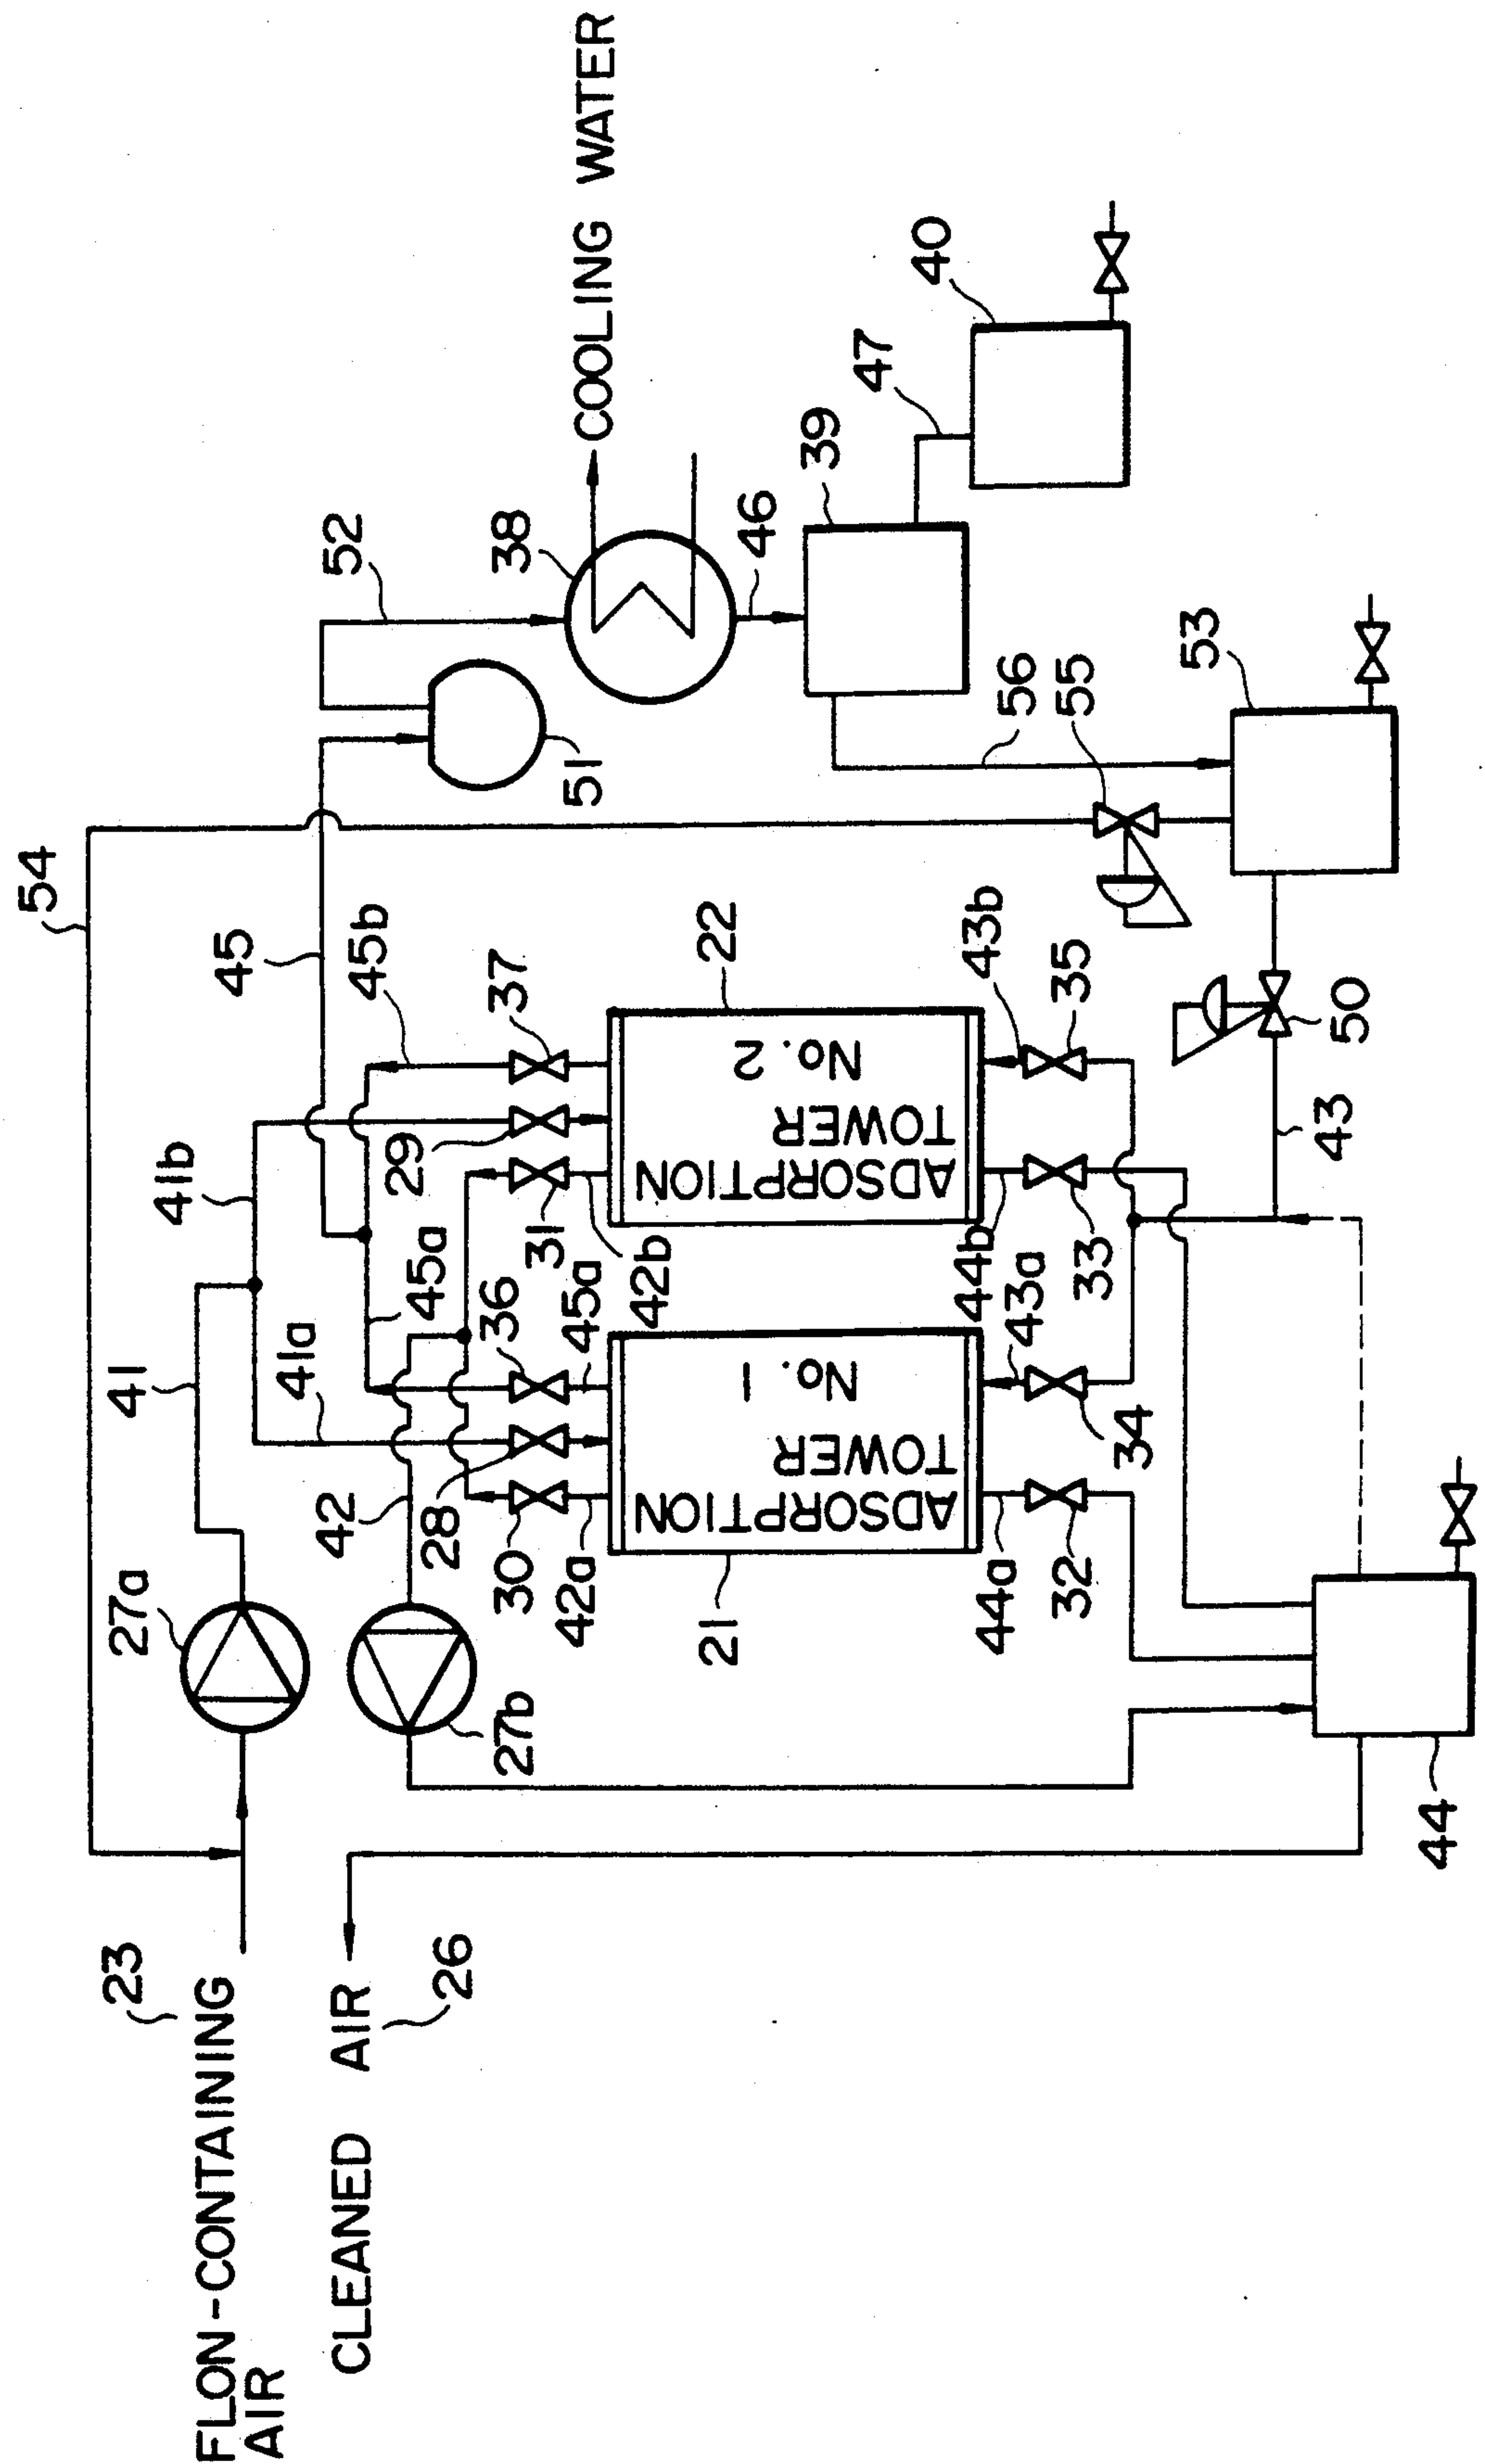 54
23
FLON-CONTAINING
AIR
27a
41
41b
45
52
41a
45a
45b
42
CLEANED AIR
26
27b
28
30
42a
36
45a
29
31
42b
37
51
38
COOLING WATER
21
ADSORPTION
TOWER
No. 1
22
ADSORPTION
TOWER
No. 2
46
39
47
40
44a
32
34
43a
44b
33
43b
35
56
55
53
50
43
44